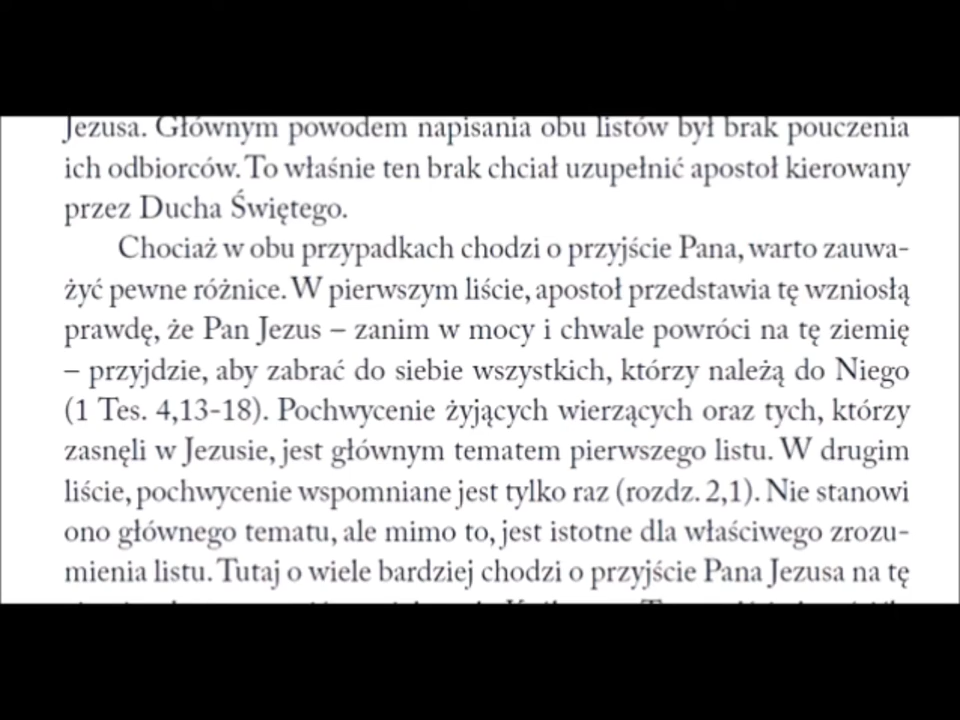 Jezusa. Głównym powodem napisania obu listów był brak pouczenia
ich odbiorców. To właśnie ten brak chciał uzupełnić apostoł kierowany
przez Ducha Świętego.
Chociaż w obu przypadkach chodzi o przyjście Pana, warto zauwa-
żyć pewne różnice. W pierwszym liście, apostoł przedstawia tę wzniosłą
prawdę, że Pan Jezus – zanim w mocy i chwale powróci na tę ziemię
– przyjdzie, aby zabrać do siebie wszystkich, którzy należą do Niego
(1 Tes. 4,13-18). Pochwycenie żyjących wierzących oraz tych, którzy
zasnęli w Jezusie, jest głównym tematem pierwszego listu. W drugim
liście, pochwycenie wspomniane jest tylko raz (rozdz. 2,1). Nie stanowi
ono głównego tematu, ale mimo to, jest istotne dla właściwego zrozu-
mienia listu. Tutaj o wiele bardziej chodzi o przyjście Pana Jezusa na tę